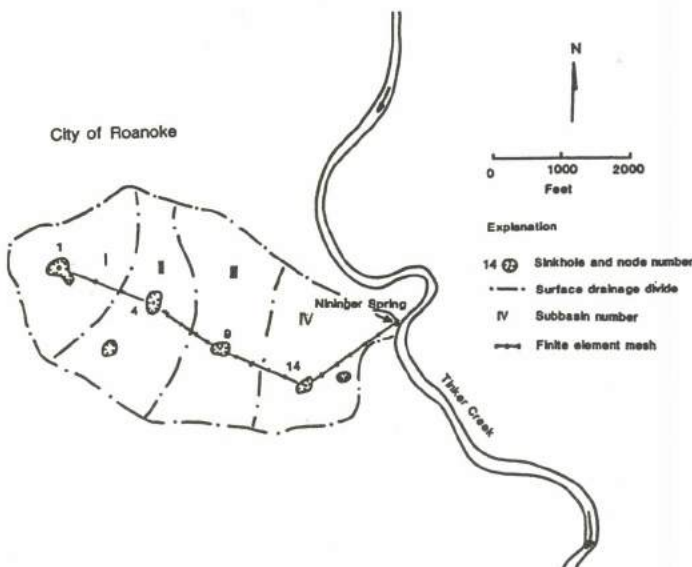 City of Roanoke
N
0 1000 2000
Feet
Explanation
14 Sinkhole and node number
Surface drainage divide
IV Subbasin number
Finite element mesh
1
I
II
III
IV
4
9
14
Nininger Spring
Tinker Creek